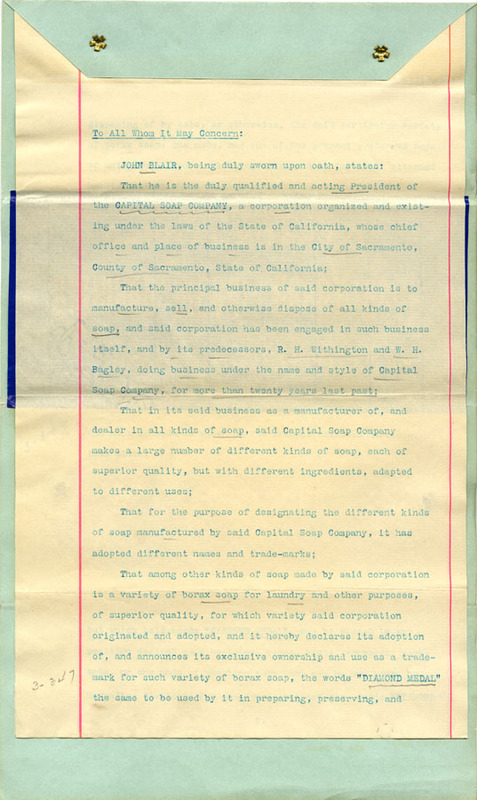 To All Whom It May Concern:
JOHN BLAIR, being duly sworn upon oath, states:
That he is the duly qualified and acting President of
the CAPITAL SOAP COMPANY, a corporation organized and exist-
ing under the laws of the State of California, whose chief
office and place of business is in the City of Sacramento,
County of Sacramento, State of California;
That the principal business of said corporation is to
manufacture, sell, and otherwise dispose of all kinds of
soap, and said corporation has been engaged in such business
itself, and by its predecessors, R. H. Withington and W. H.
Bagley, doing business under the name and style of Capital
Soap Company, for more than twenty years last past;
That in its said business as a manufacturer of, and
dealer in all kinds of soap, said Capital Soap Company
makes a large number of different kinds of soap, each of
superior quality, but with different ingredients, adapted
to different uses;
That for the purpose of designating the different kinds
of soap manufactured by said Capital Soap Company, it has
adopted different names and trade-marks;
That among other kinds of soap made by said corporation
is a variety of borax soap for laundry and other purposes,
of superior quality, for which variety said corporation
originated and adopted, and it hereby declares its adoption
of, and announces its exclusive ownership and use as a trade-
mark for such variety of borax soap, the words "DIAMOND MEDAL"
the same to be used by it in preparing, preserving, and